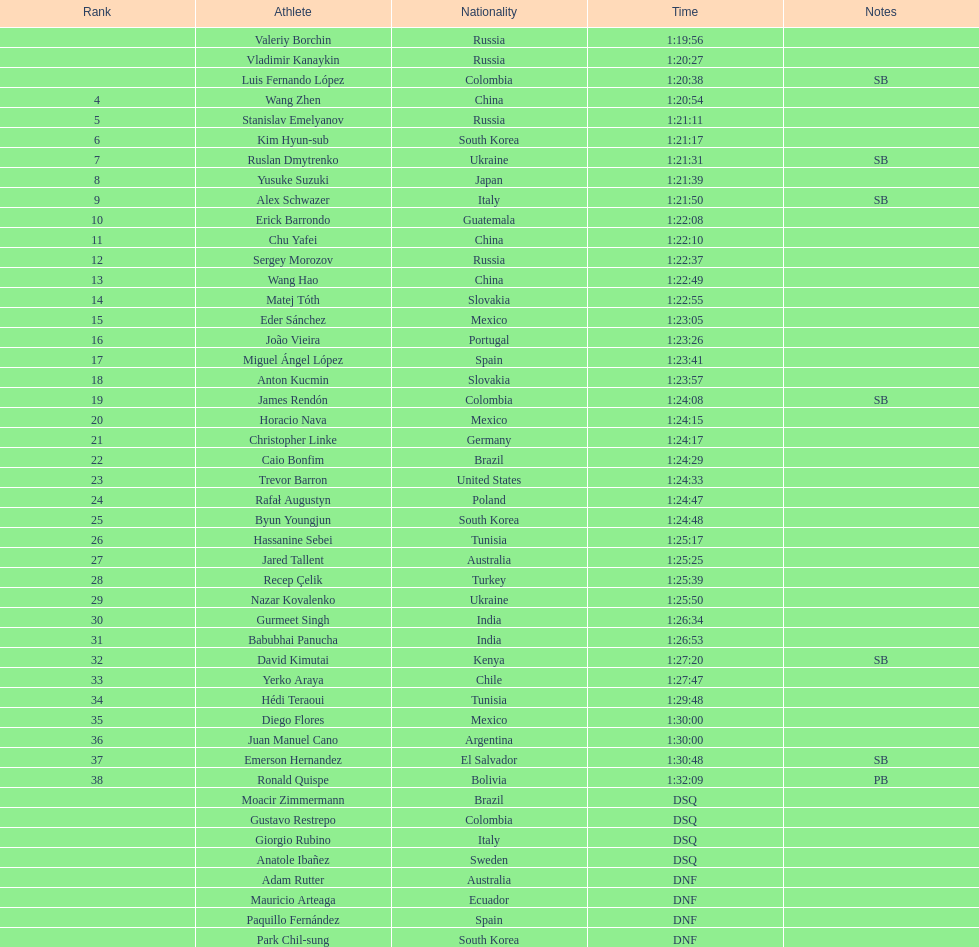 Rank Athlete Nationality Time Notes
Valeriy Borchin Russia 1:19:56
Vladimir Kanaykin Russia 1:20:27
Luis Fernando López Colombia 1:20:38 SB
4 Wang Zhen China 1:20:54
5 Stanislav Emelyanov Russia 1:21:11
6 Kim Hyun-sub South Korea 1:21:17
7 Ruslan Dmytrenko Ukraine 1:21:31 SB
8 Yusuke Suzuki Japan 1:21:39
9 Alex Schwazer Italy 1:21:50 SB
10 Erick Barrondo Guatemala 1:22:08
11 Chu Yafei China 1:22:10
12 Sergey Morozov Russia 1:22:37
13 Wang Hao China 1:22:49
14 Matej Tóth Slovakia 1:22:55
15 Eder Sánchez Mexico 1:23:05
16 João Vieira Portugal 1:23:26
17 Miguel Ángel López Spain 1:23:41
18 Anton Kucmin Slovakia 1:23:57
19 James Rendón Colombia 1:24:08 SB
20 Horacio Nava Mexico 1:24:15
21 Christopher Linke Germany 1:24:17
22 Caio Bonfim Brazil 1:24:29
23 Trevor Barron United States 1:24:33
24 Rafał Augustyn Poland 1:24:47
25 Byun Youngjun South Korea 1:24:48
26 Hassanine Sebei Tunisia 1:25:17
27 Jared Tallent Australia 1:25:25
28 Recep Çelik Turkey 1:25:39
29 Nazar Kovalenko Ukraine 1:25:50
30 Gurmeet Singh India 1:26:34
31 Babubhai Panucha India 1:26:53
32 David Kimutai Kenya 1:27:20 SB
33 Yerko Araya Chile 1:27:47
34 Hédi Teraoui Tunisia 1:29:48
35 Diego Flores Mexico 1:30:00
36 Juan Manuel Cano Argentina 1:30:00
37 Emerson Hernandez El Salvador 1:30:48 SB
38 Ronald Quispe Bolivia 1:32:09 PB
Moacir Zimmermann Brazil DSQ
Gustavo Restrepo Colombia DSQ
Giorgio Rubino Italy DSQ
Anatole Ibañez Sweden DSQ
Adam Rutter Australia DNF
Mauricio Arteaga Ecuador DNF
Paquillo Fernández Spain DNF
Park Chil-sung South Korea DNF